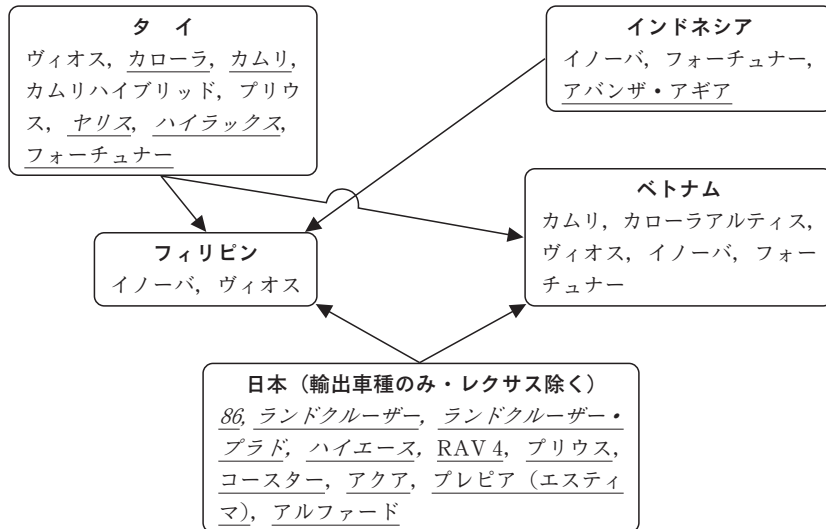 タ イ
ヴィオス, カローラ, カムリ,
カムリハイブリッド, プリウ
ス, ヤリス, ハイラックス,
フォーチュナー
インドネシア
イノーバ, フォーチュナー,
アバンザ・アギア
ベトナム
カムリ, カローラアルティス,
ヴィオス, イノーバ, フォー
チュナー
フィリピン
イノーバ, ヴィオス
日本（輸出車種のみ・レクサス除く）
86, ランドクルーザー, ランドクルーザー・
プラド, ハイエース, RAV 4, プリウス,
コースター, アクア, プレビア（エスティ
マ）, アルファード